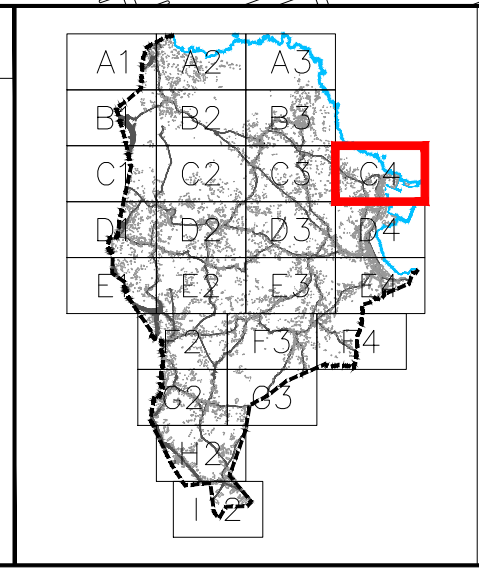 A1 A2 A3
B1 B2 B3
C1 C2 C3 C4
D1 D2 D3 D4
E1 E2 E3 E4
F2 F3 F4
G2 G3
H2
I2